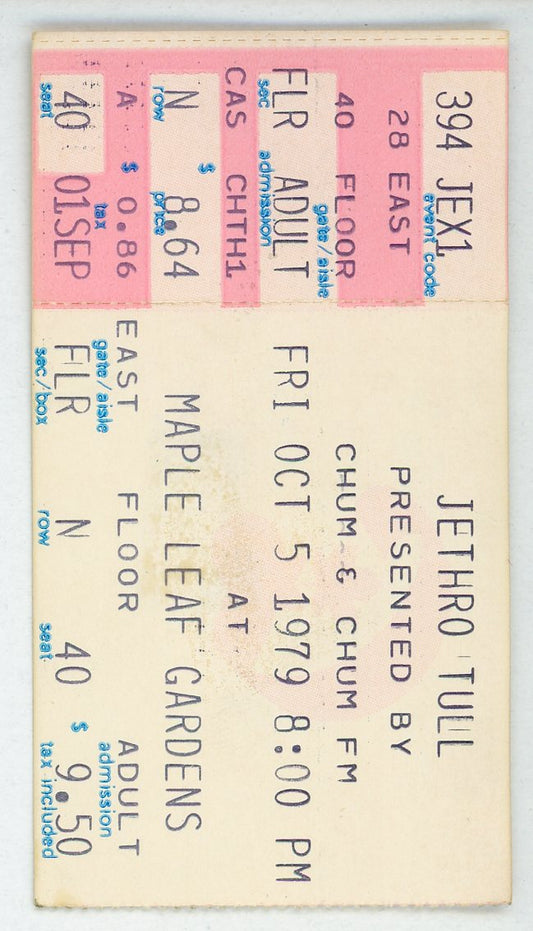 394 JEX1
event code
28 EAST
40 FLOOR
gate/aisle
FLR ADULT
sec admission
CAS CHTH1
N $ 8.64
row price
A $ 0.86
tax
40 01SEP
seat
JETHRO TULL
PRESENTED BY
CHUM & CHUM FM
FRI OCT 5 1979 8:00 PM
AT
MAPLE LEAF GARDENS
EAST FLOOR ADULT
gate/aisle admission
FLR N 40 $ 9.50
sec/box row seat tax included